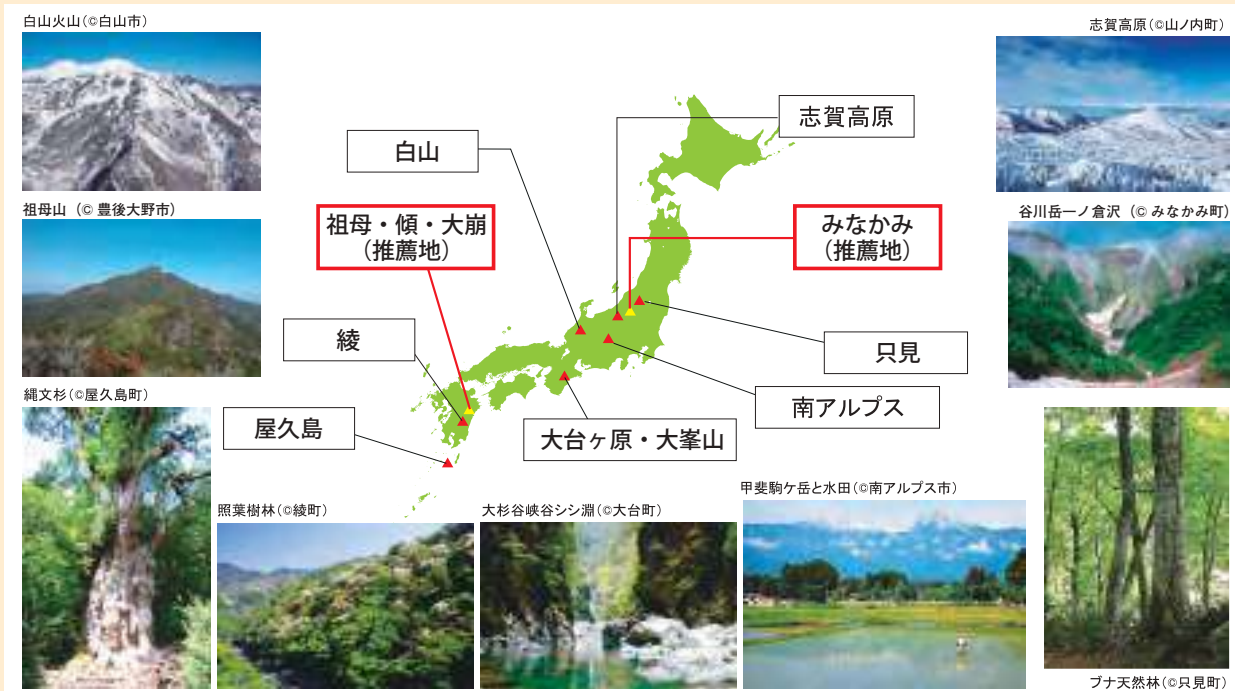 白山火山(©白山市)
志賀高原(©山ノ内町)
志賀高原
白山
祖母山 (© 豊後大野市)
谷川岳一ノ倉沢 (© みなかみ町)
祖母・傾・大崩
(推薦地)
みなかみ
(推薦地)
綾
只見
縄文杉(©屋久島町)
南アルプス
屋久島
大台ヶ原・大峯山
甲斐駒ケ岳と水田(©南アルプス市)
照葉樹林(©綾町)
大杉谷峡谷シシ淵(©大台町)
ブナ天然林(©只見町)